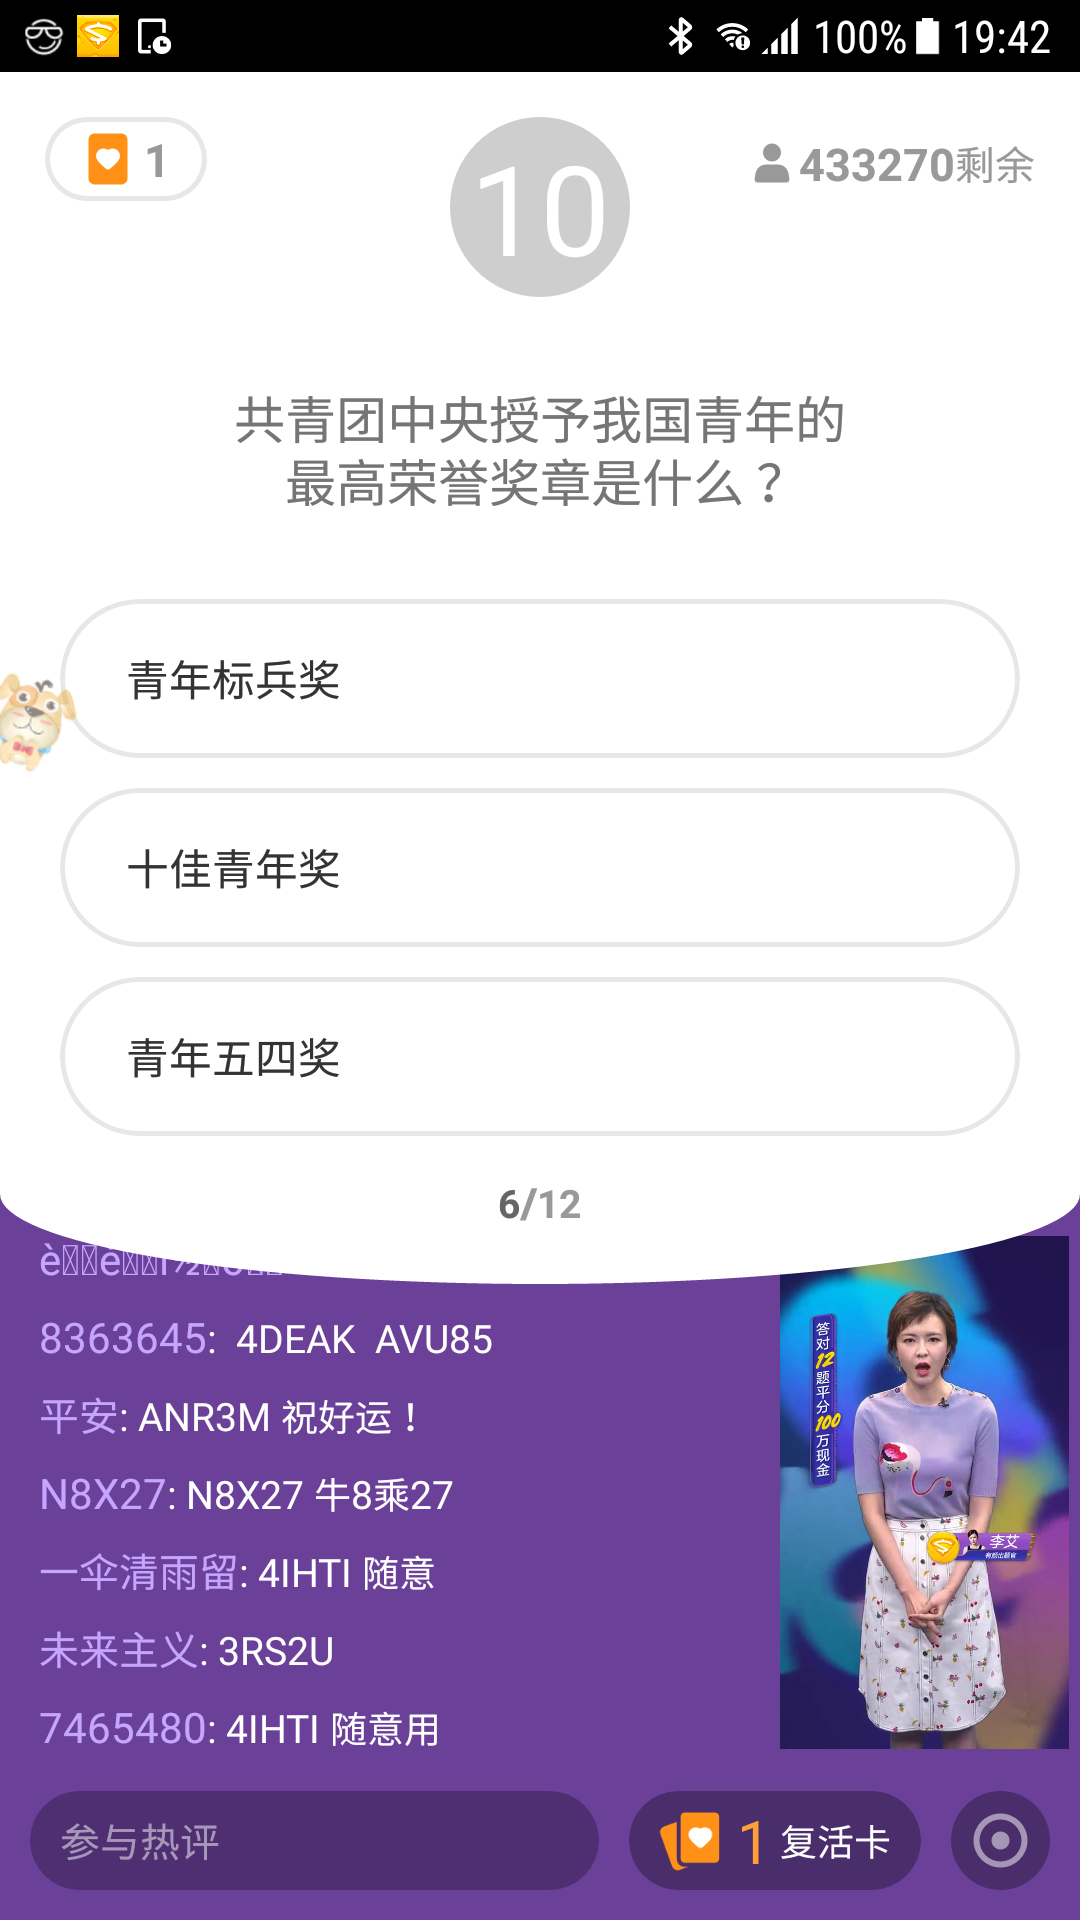 100% 19:42
1
10
433270剩余
共青团中央授予我国青年的
最高荣誉奖章是什么？
青年标兵奖
十佳青年奖
青年五四奖
6/12
8363645: 4DEAK AVU85
平安: ANR3M 祝好运！
N8X27: N8X27 牛8乘27
一伞清雨留: 4IHTI 随意
未来主义: 3RS2U
7465480: 4IHTI 随意用
答对12题平分100万现金
李艾
参与热评
1 复活卡